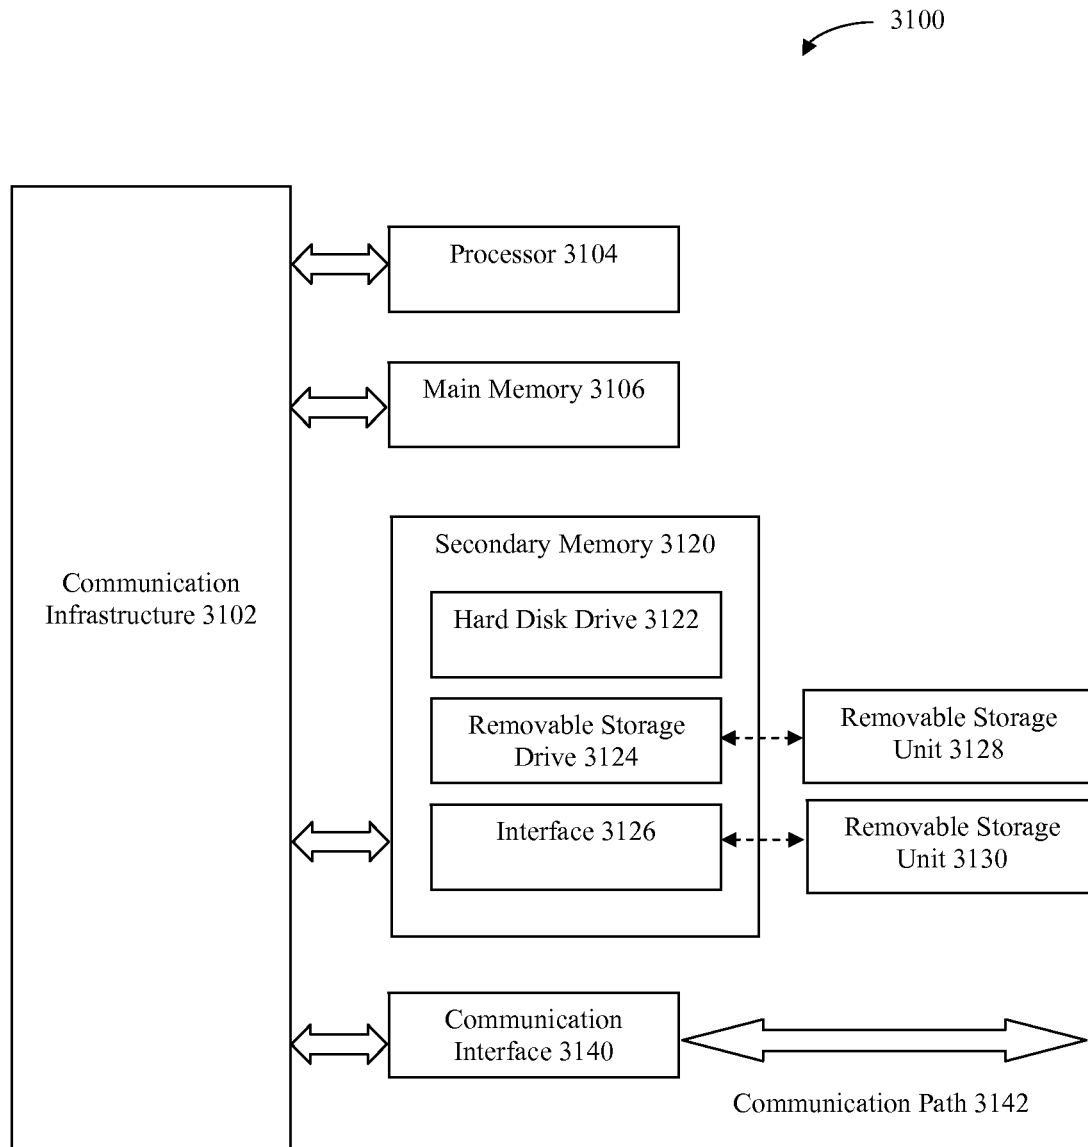 3100
Processor 3104
Main Memory 3106
Communication
Infrastructure 3102
Secondary Memory 3120
Hard Disk Drive 3122
Removable Storage
Drive 3124
Removable Storage
Unit 3128
Interface 3126
Removable Storage
Unit 3130
Communication
Interface 3140
Communication Path 3142